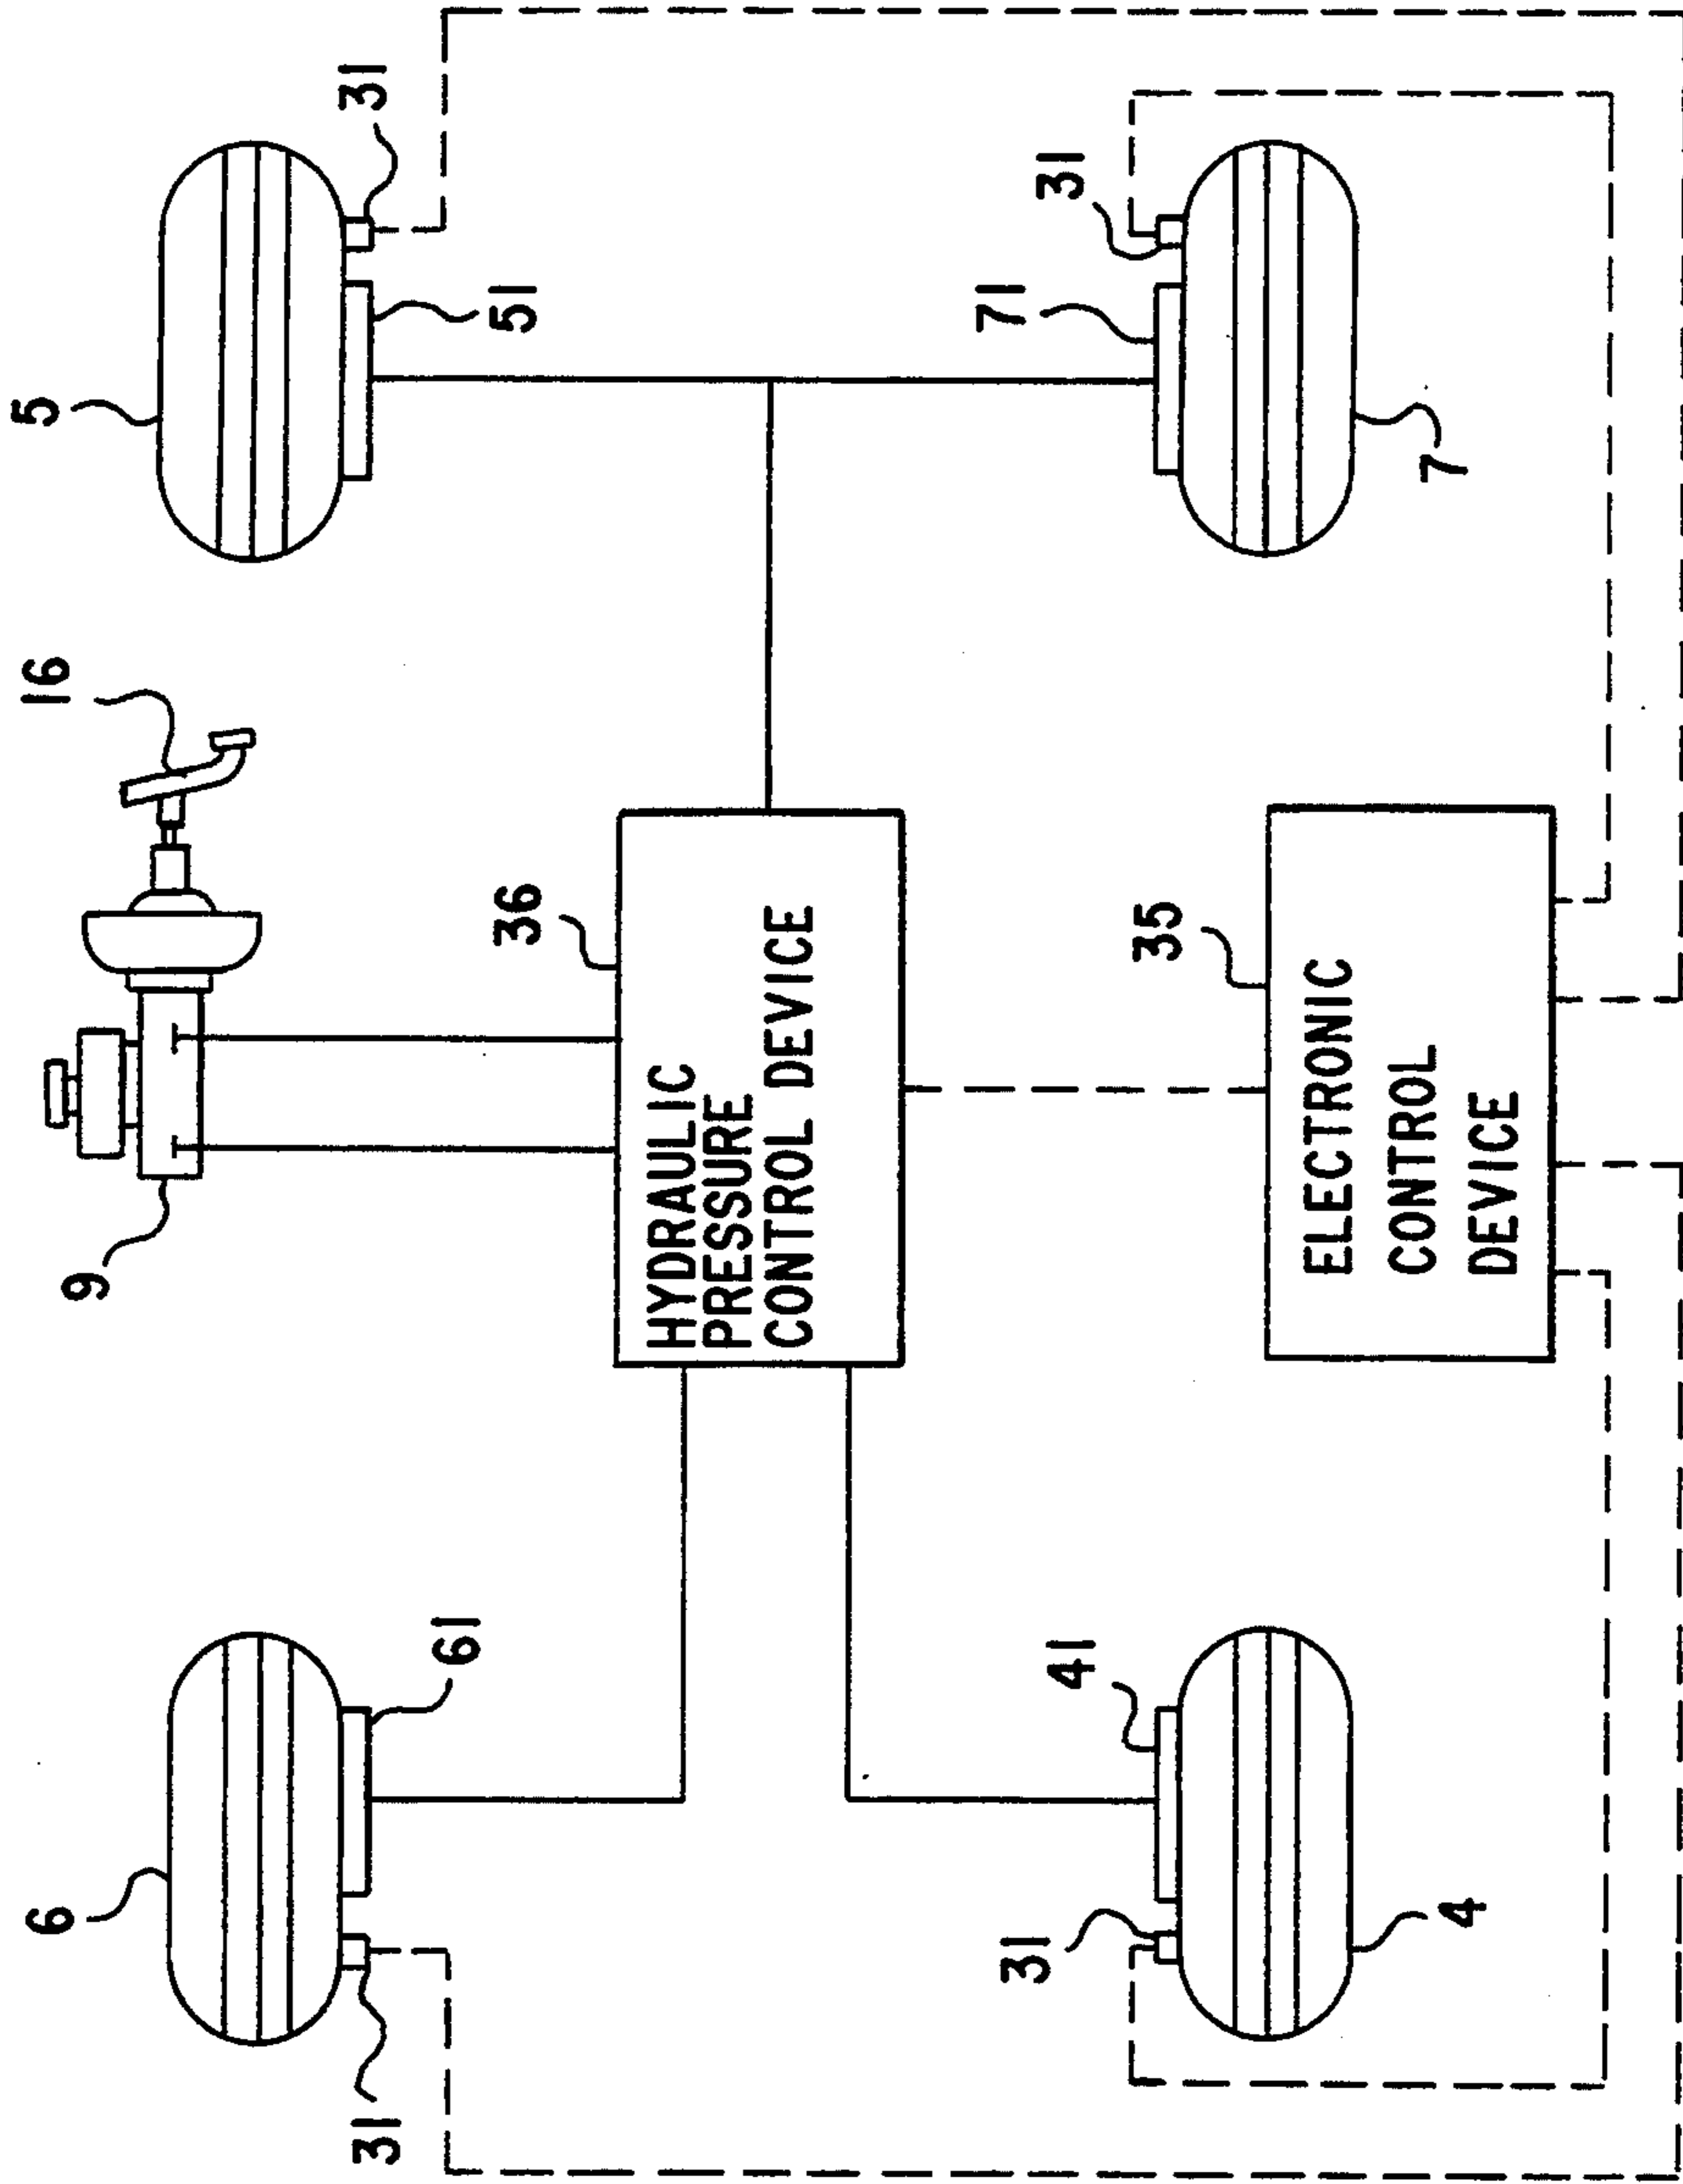 6
16
5
9
31
31
61
36
51
HYDRAULIC
PRESSURE
CONTROL DEVICE
31
41
71
31
35
ELECTRONIC
CONTROL
DEVICE
4
7